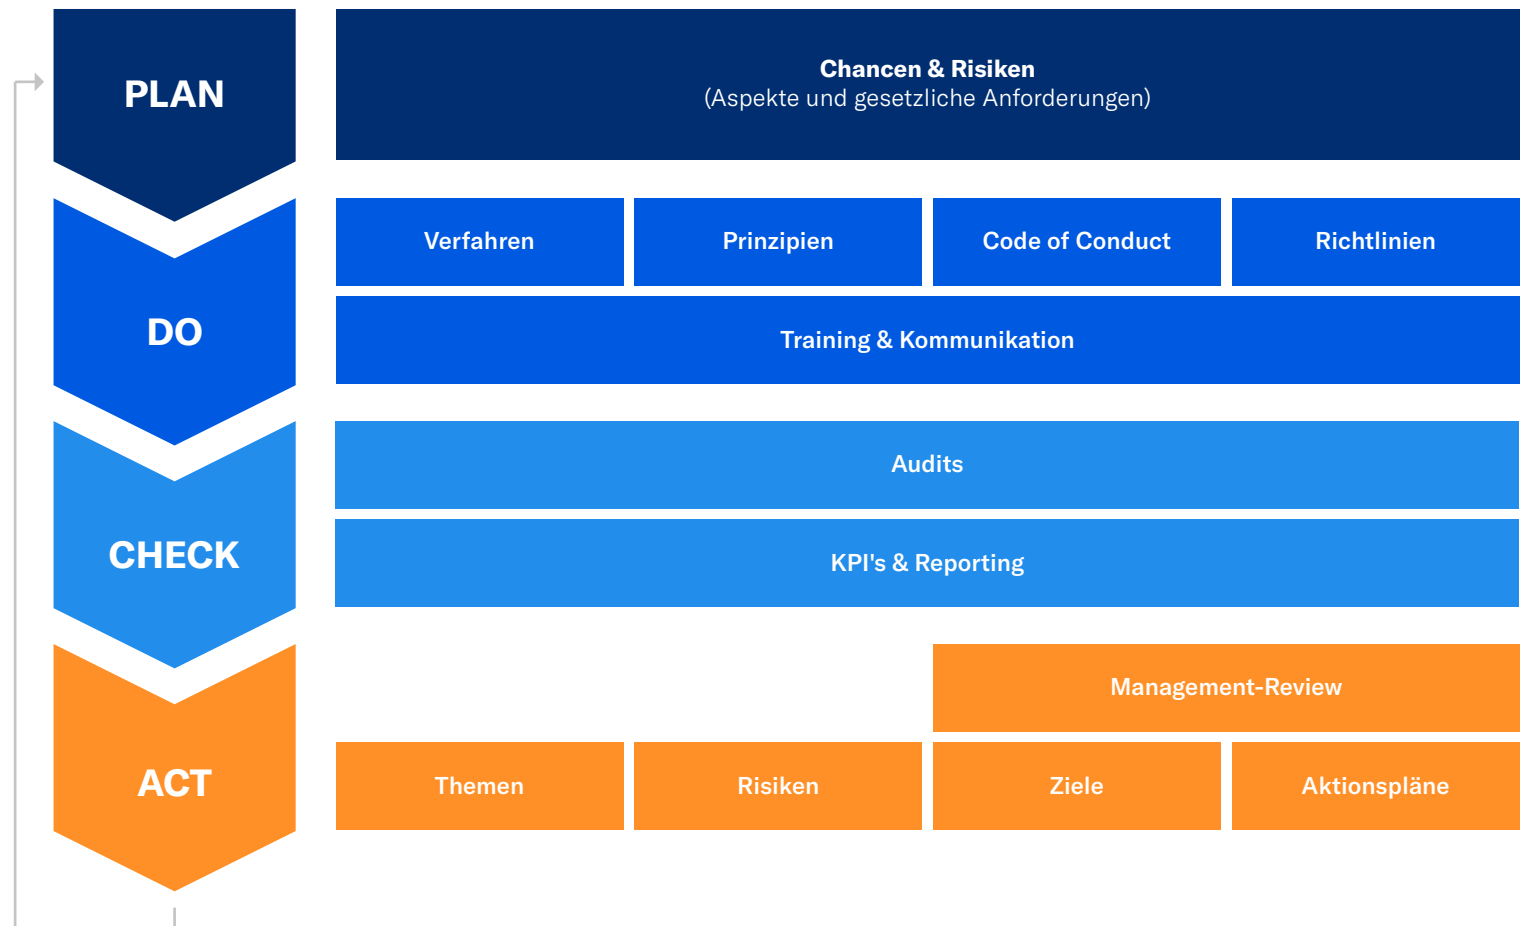 PLAN
Chancen & Risiken
(Aspekte und gesetzliche Anforderungen)
DO
Verfahren
Prinzipien
Code of Conduct
Richtlinien
Training & Kommunikation
CHECK
Audits
KPI's & Reporting
ACT
Management-Review
Themen
Risiken
Ziele
Aktionspläne